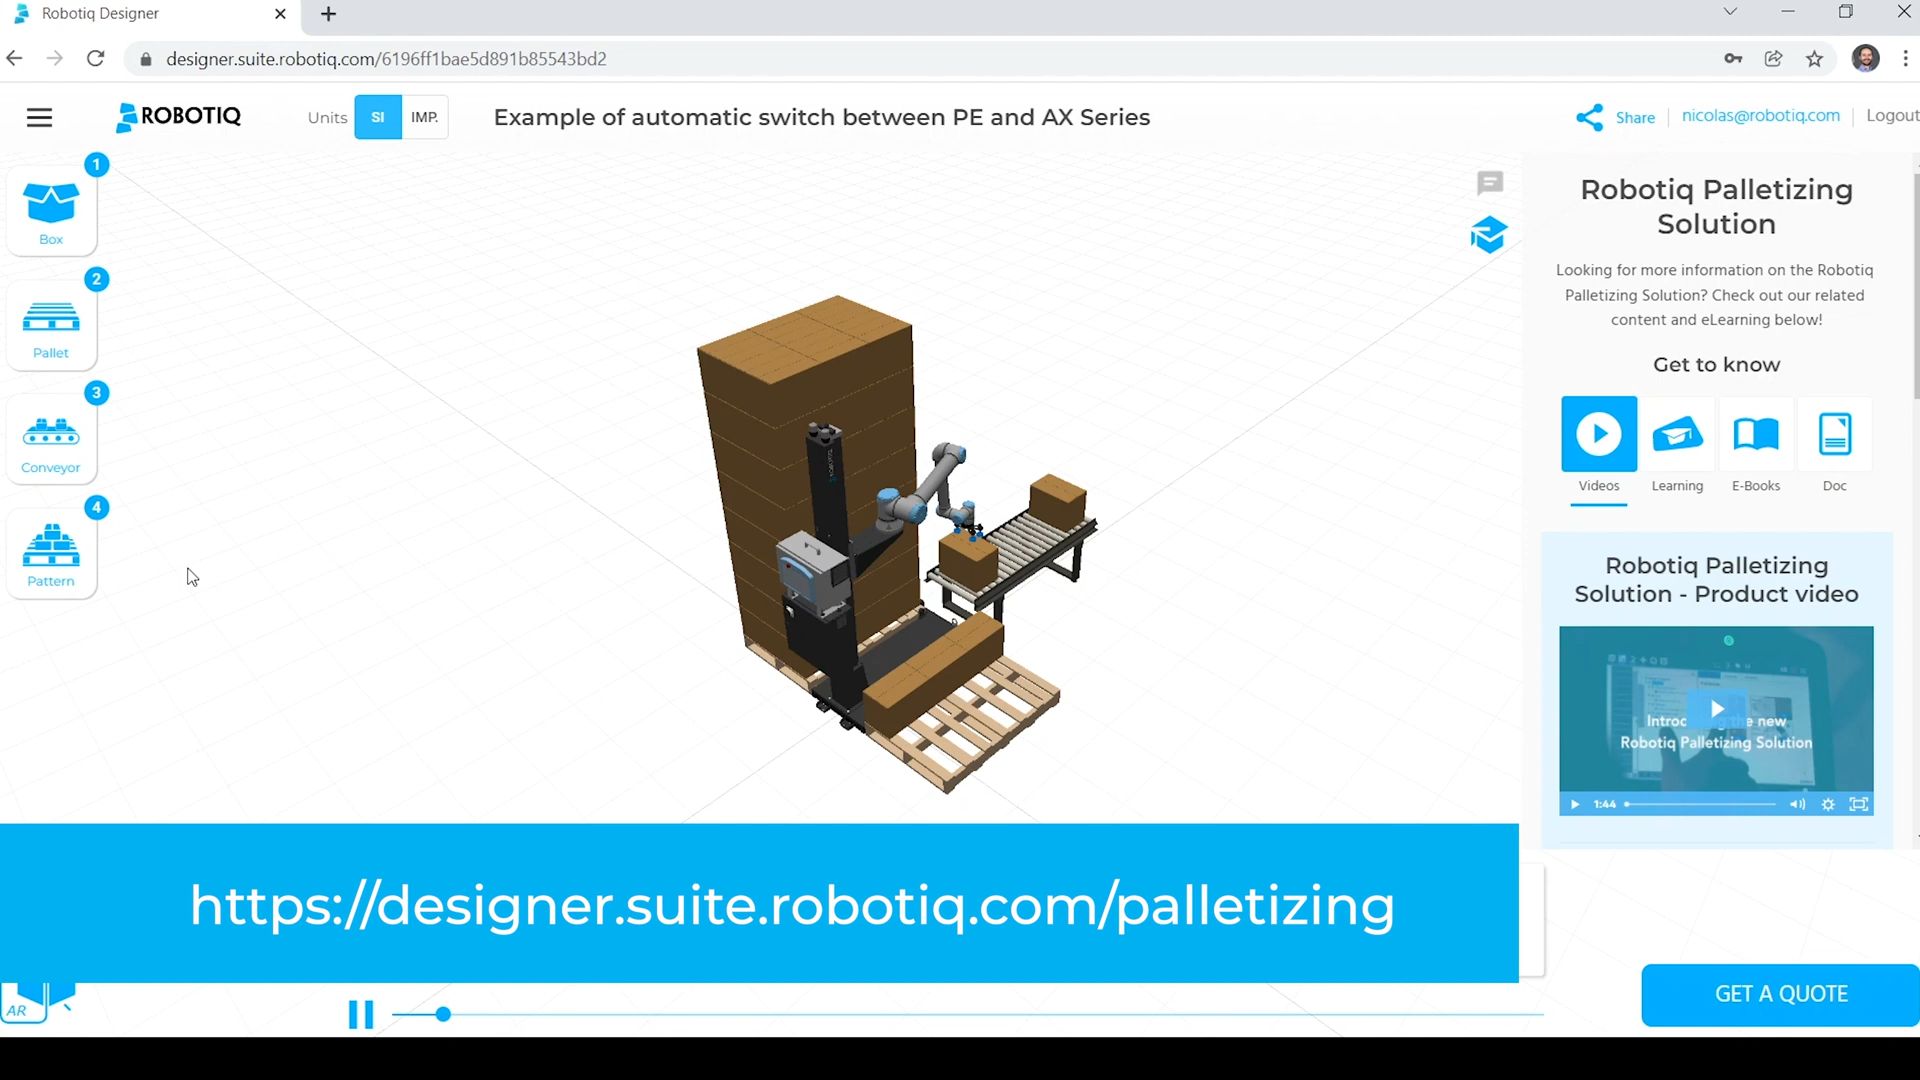 Robotiq Designer
designer.suite.robotiq.com/6196ff1bae5d891b85543bd2
ROBOTIQ
Units
SI
IMP.
Example of automatic switch between PE and AX Series
Share
nicolas@robotiq.com
Logout
1
Box
2
Pallet
3
Conveyor
4
Pattern
Robotiq Palletizing
Solution
Looking for more information on the Robotiq
Palletizing Solution? Check out our related
content and eLearning below!
Get to know
Videos
Learning
E-Books
Doc
Robotiq Palletizing
Solution - Product video
the new
Robotiq Palletizing Solution
1:44
https://designer.suite.robotiq.com/palletizing
AR
GET A QUOTE